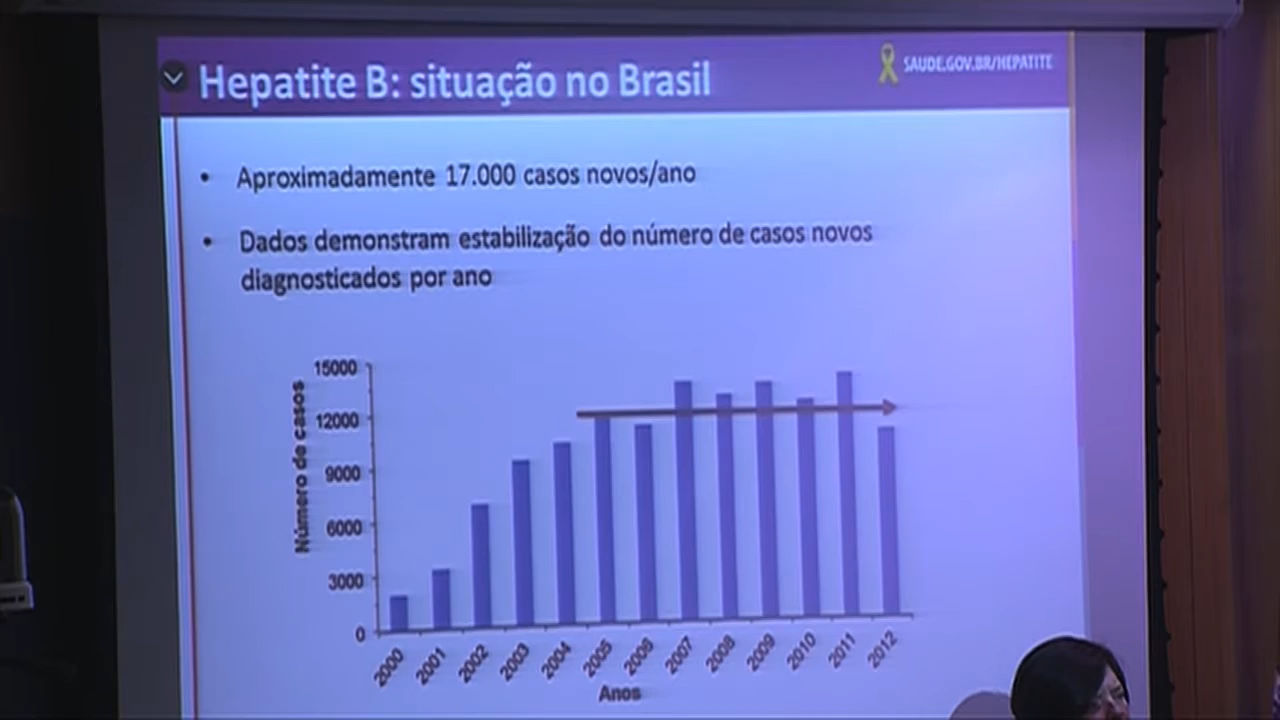 Hepatite B: situação no Brasil
SAUDE.GOV.BR/HEPATITE
• Aproximadamente 17.000 casos novos/ano
• Dados demonstram estabilização do número de casos novos
diagnosticados por ano
Número de casos
15000
12000
9000
6000
3000
0
2000 2001 2002 2003 2004 2005 2006 2007 2008 2009 2010 2011 2012
Anos